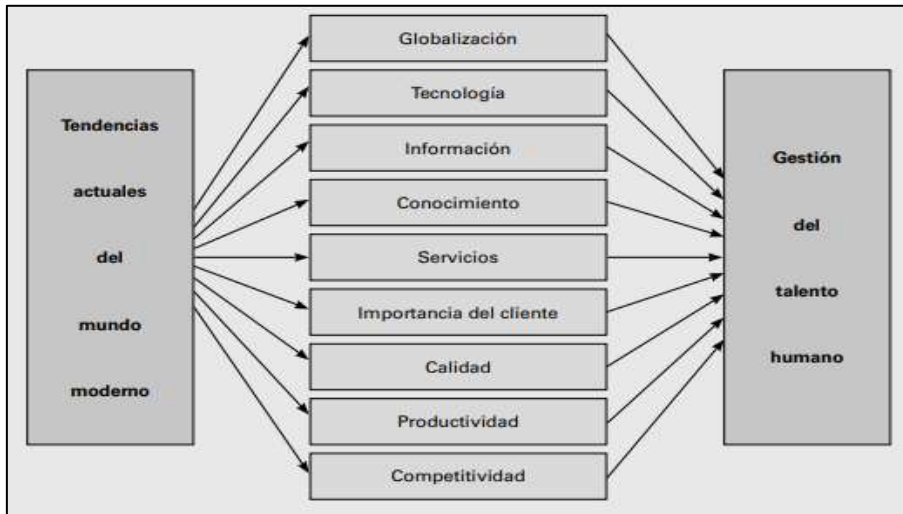 Tendencias
actuales
del
mundo
moderno
Globalización
Tecnología
Información
Conocimiento
Servicios
Importancia del cliente
Calidad
Productividad
Competitividad
Gestión
del
talento
humano